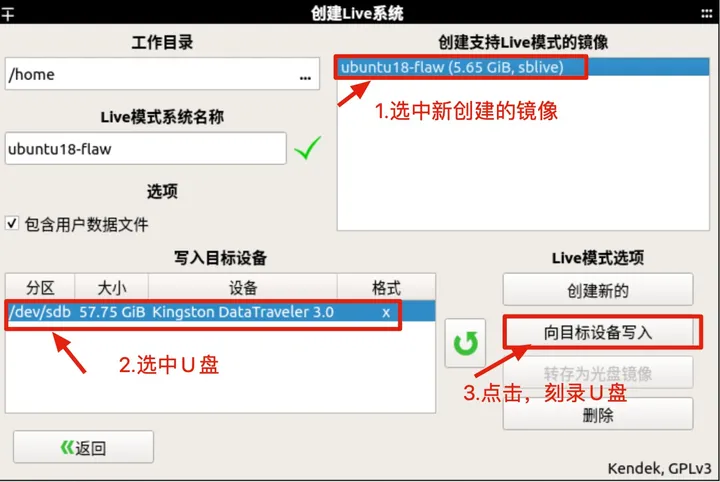 创建Live系统
工作目录
/home
...
Live模式系统名称
ubuntu18-flaw
选项
包含用户数据文件
创建支持Live模式的镜像
ubuntu18-flaw (5.65 GiB, sblive)
1.选中新创建的镜像
写入目标设备
分区 大小 设备 格式
/dev/sdb 57.75 GiB Kingston DataTraveler 3.0 x
2.选中U盘
Live模式选项
创建新的
向目标设备写入
转存为光盘镜像
3.点击，刻录U盘
删除
返回
Kendek, GPLv3